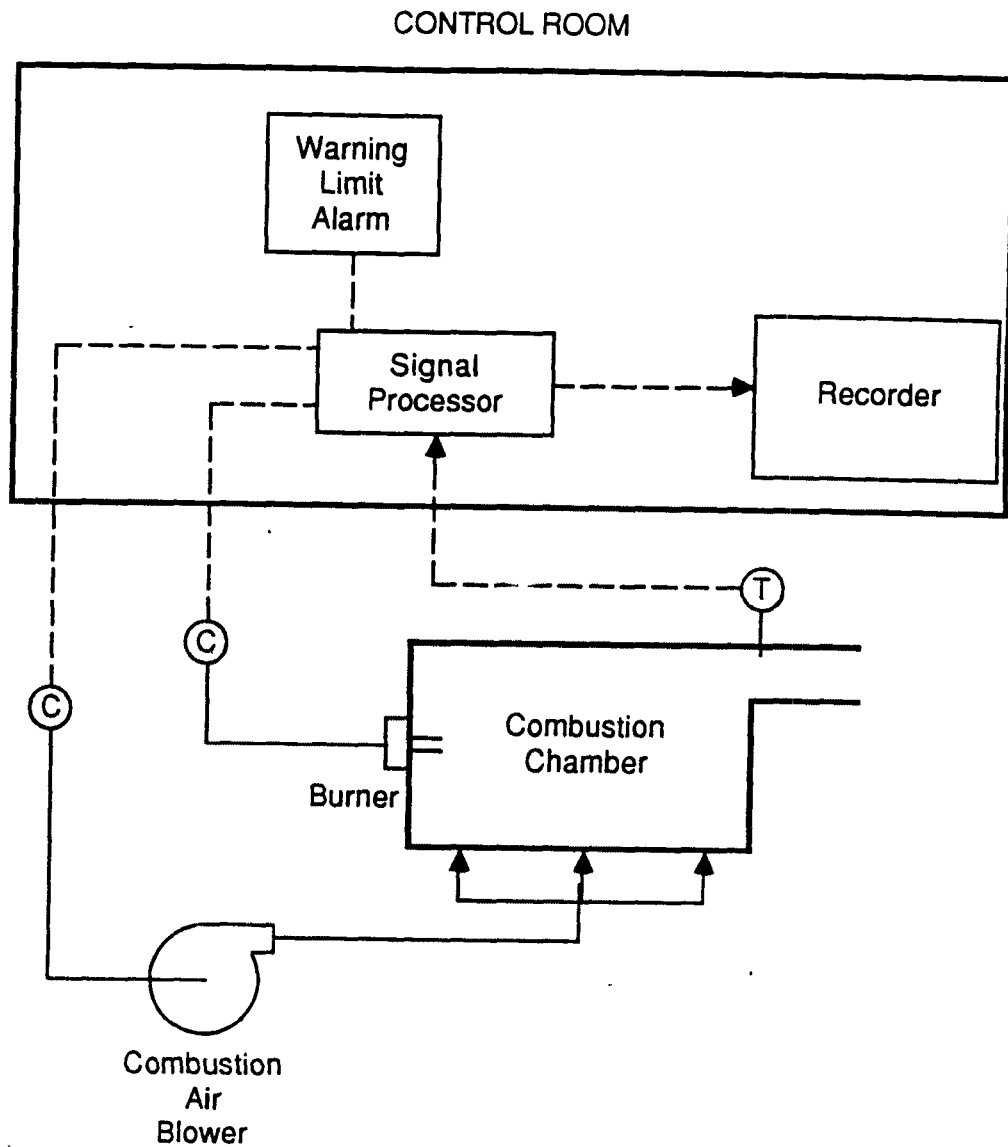 CONTROL ROOM
Warning
Limit
Alarm
Signal
Processor
Recorder
T
C
C
Combustion
Chamber
Burner
Combustion
Air
Blower